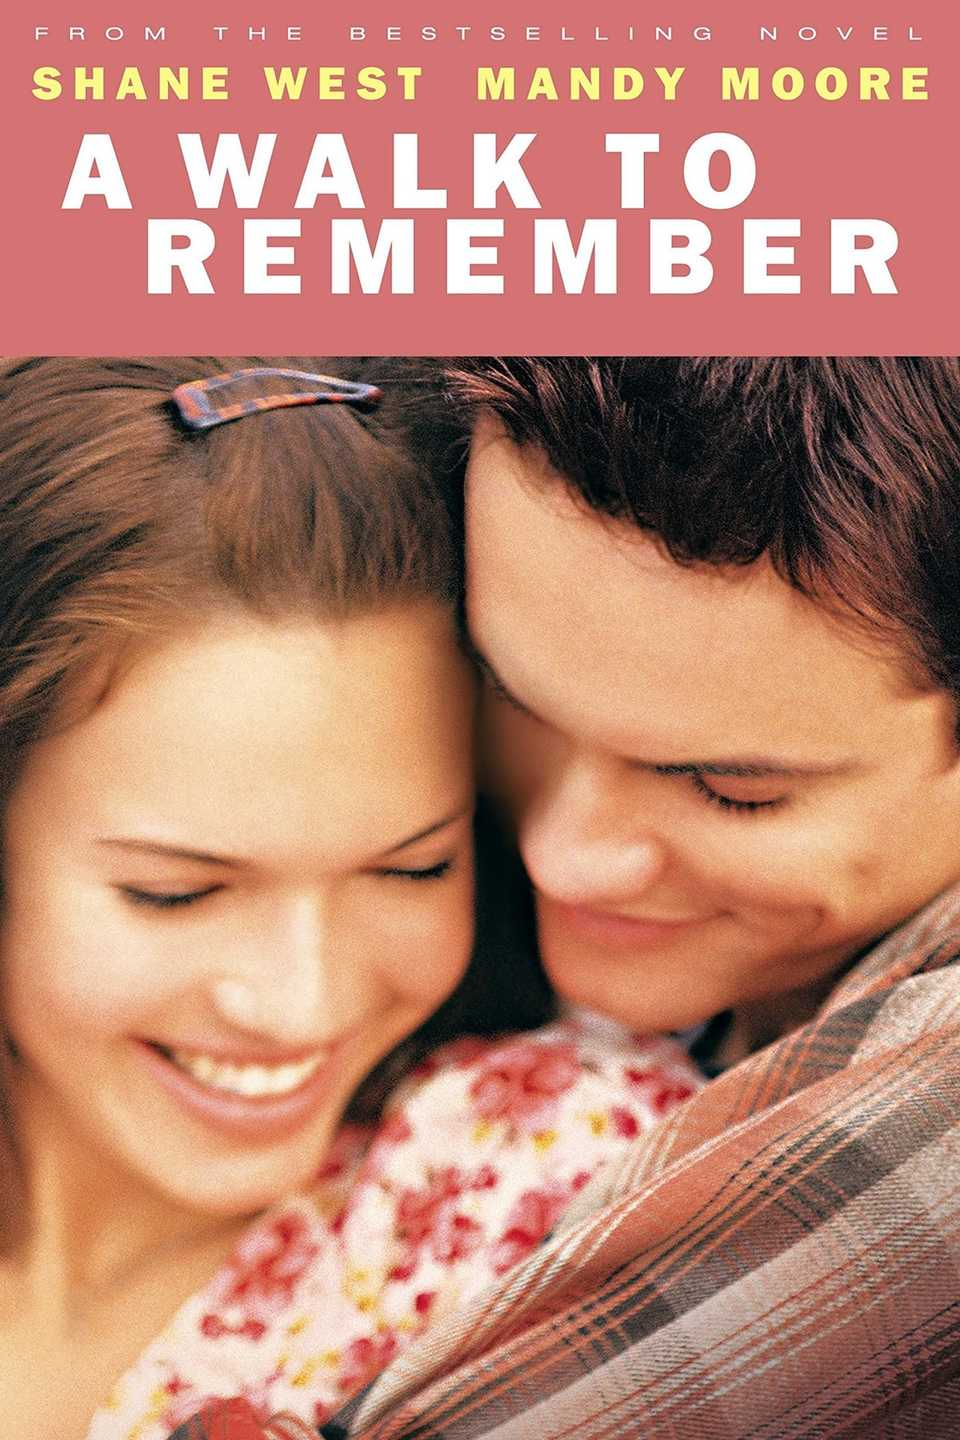 FROM THE BESTSELLING NOVEL
SHANE WEST MANDY MOORE
A WALK TO
REMEMBER